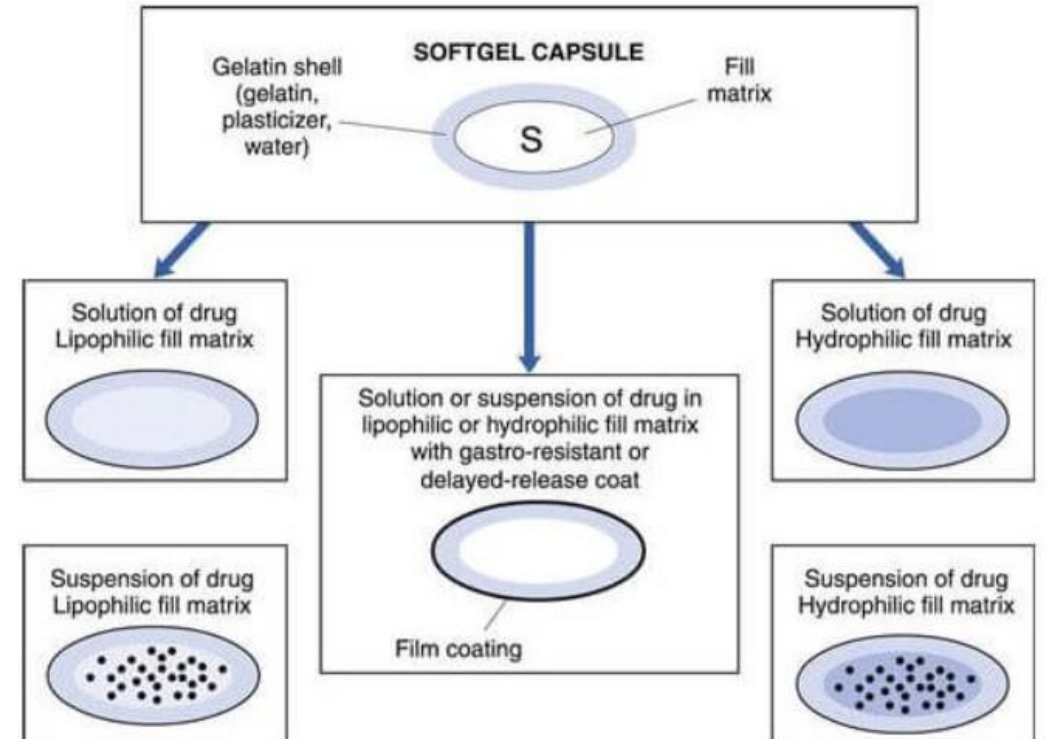 SOFTGEL CAPSULE
Gelatin shell
(gelatin,
plasticizer,
water)
Fill
matrix
S
Solution of drug
Lipophilic fill matrix
Solution or suspension of drug in
lipophilic or hydrophilic fill matrix
with gastro-resistant or
delayed-release coat
Film coating
Solution of drug
Hydrophilic fill matrix
Suspension of drug
Lipophilic fill matrix
Suspension of drug
Hydrophilic fill matrix